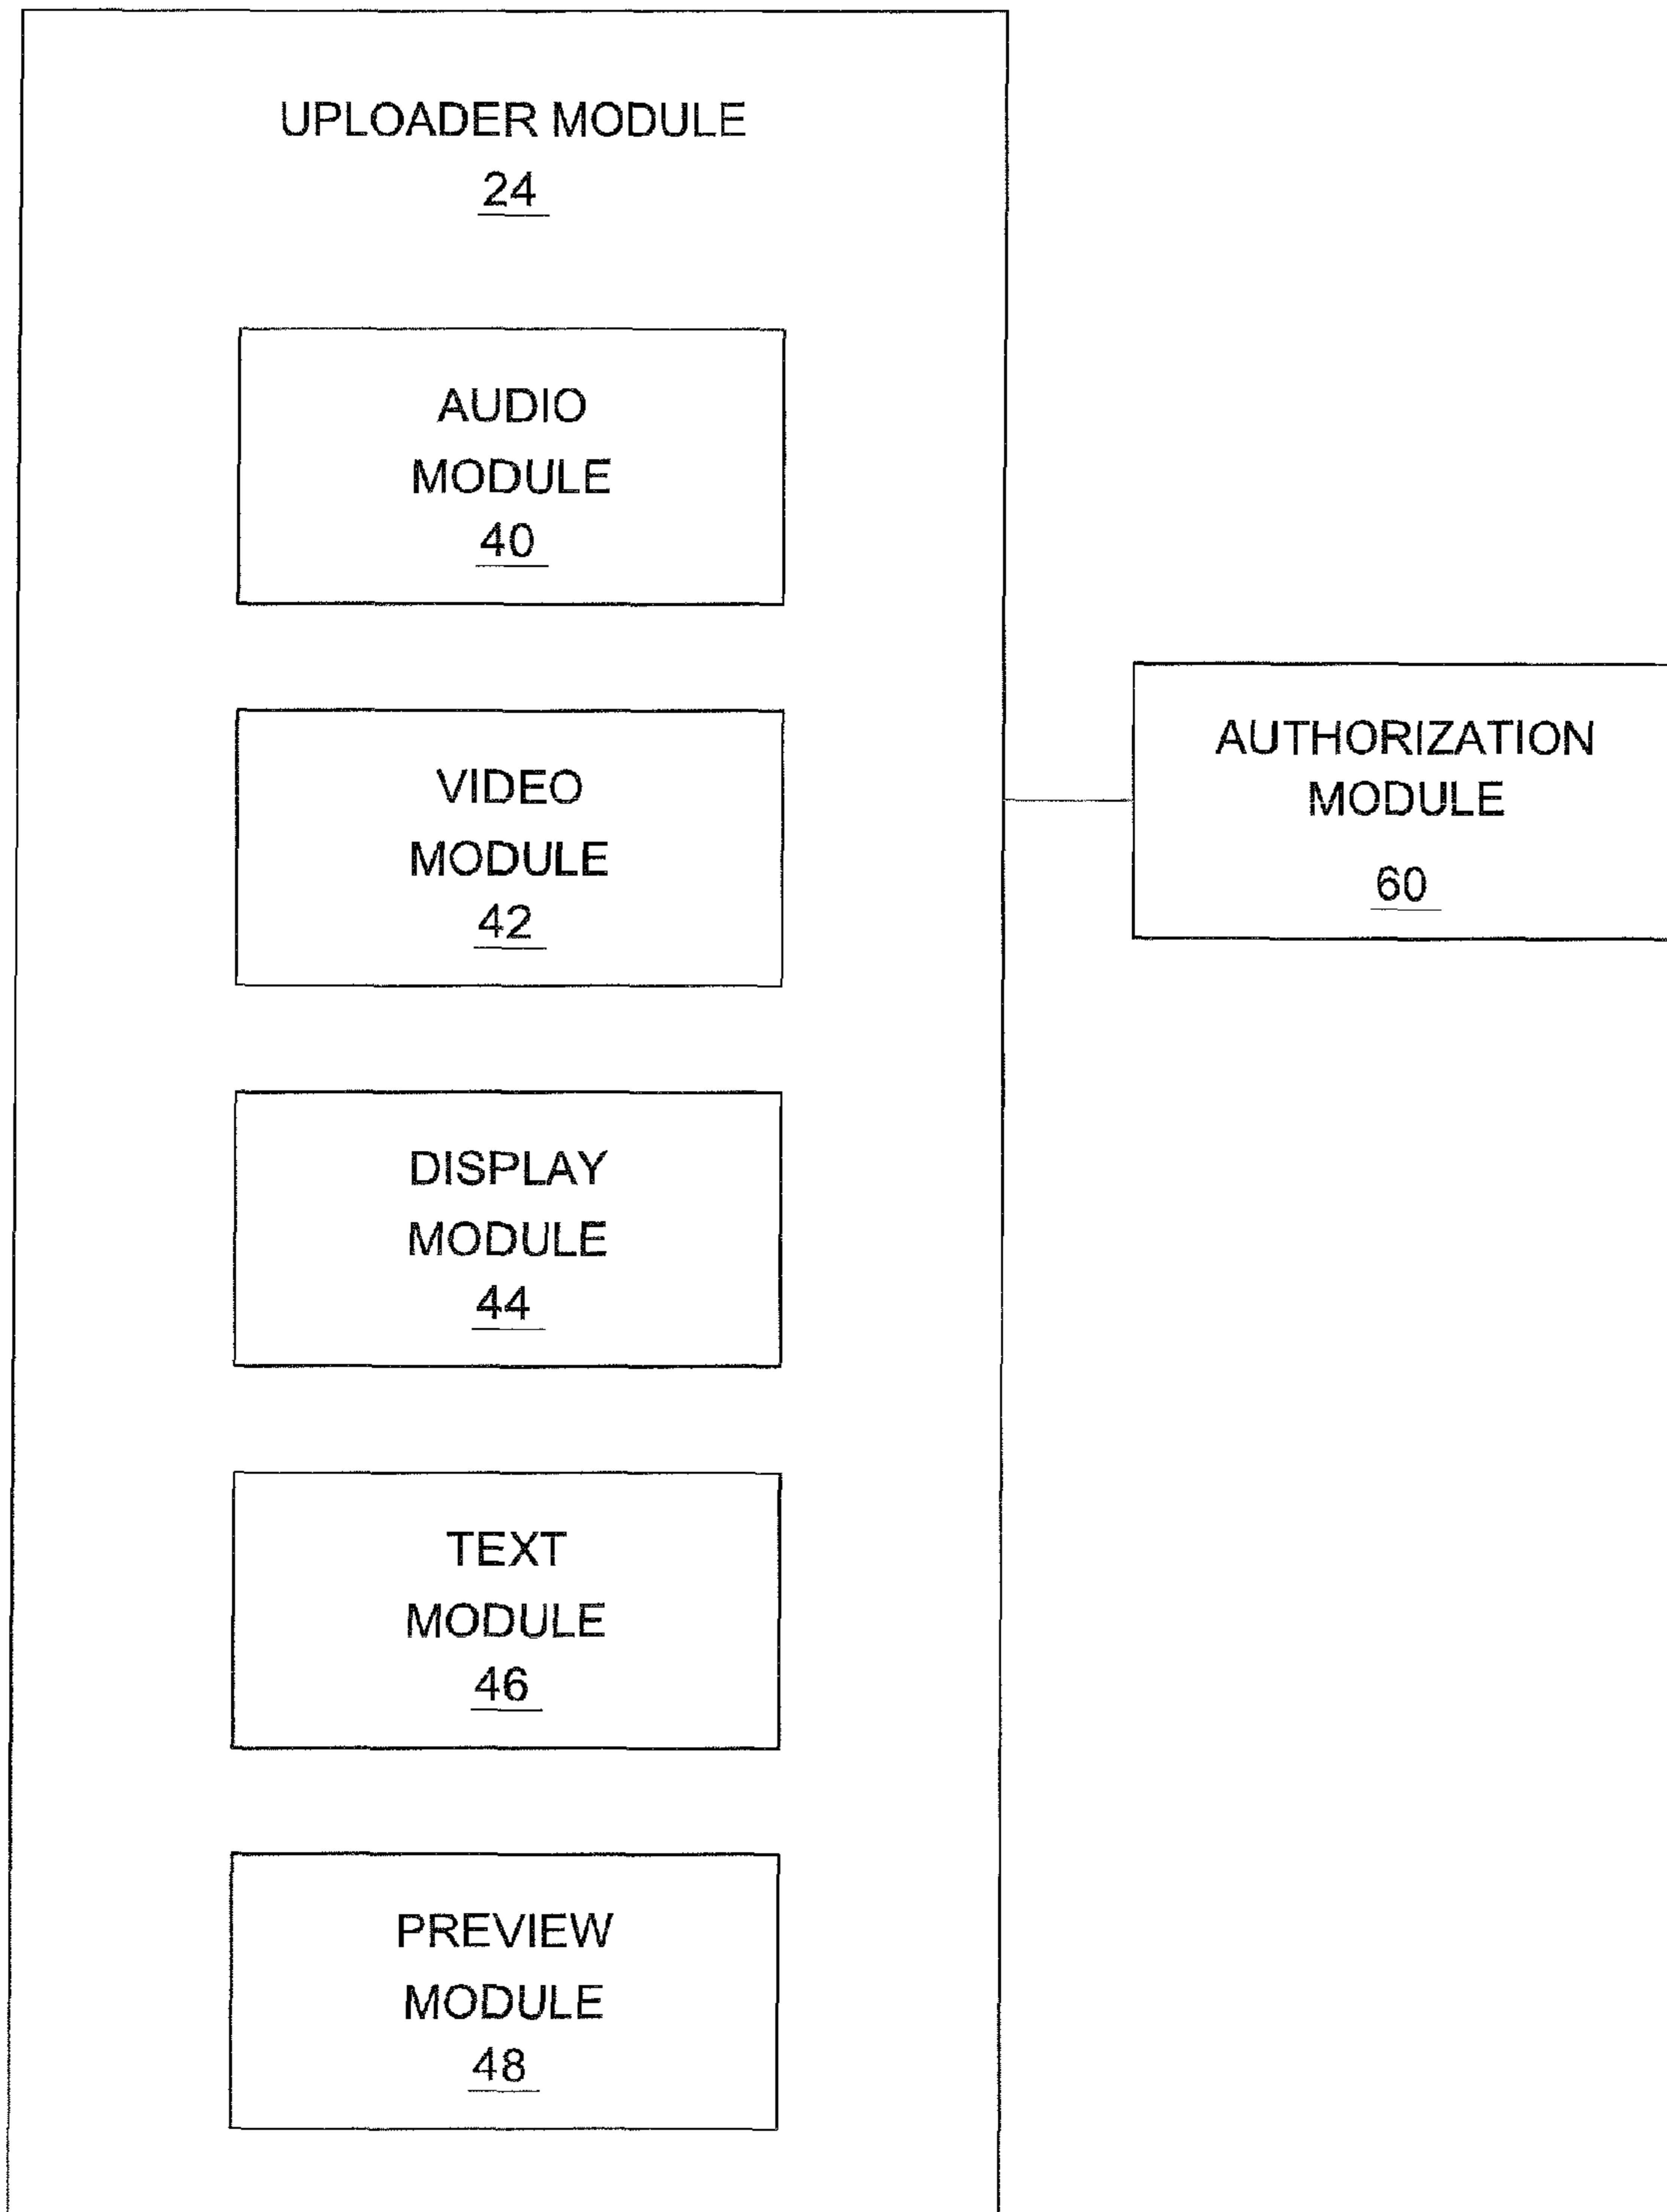 UPLOADER MODULE
24
AUDIO
MODULE
40
VIDEO
MODULE
42
AUTHORIZATION
MODULE
60
DISPLAY
MODULE
44
TEXT
MODULE
46
PREVIEW
MODULE
48